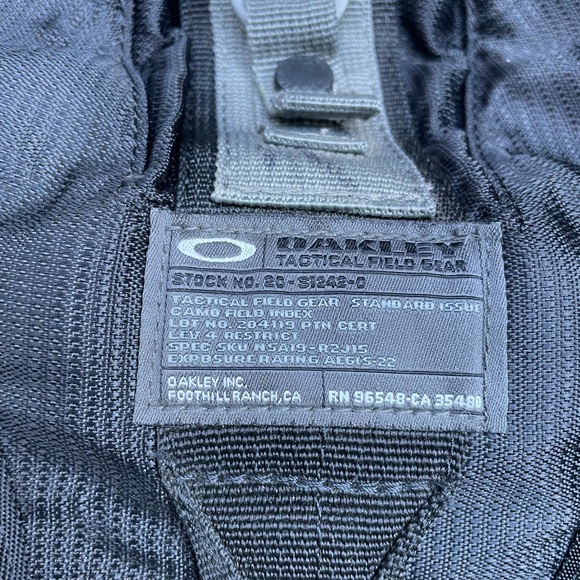 OAKLEY
TACTICAL FIELD GEAR
STOCK NO. 20-S1242-0
TACTICAL FIELD GEAR STANDARD ISSUE
CAMO FIELD INDEX
LOT NO. 204119 PTN CERT
LEV 4 RESTRICT
SPEC SKU NSA19-R2J15
EXPOSURE RATING AEGIS-22
OAKLEY INC.
FOOTHILL RANCH, CA
RN 96548-CA 35480